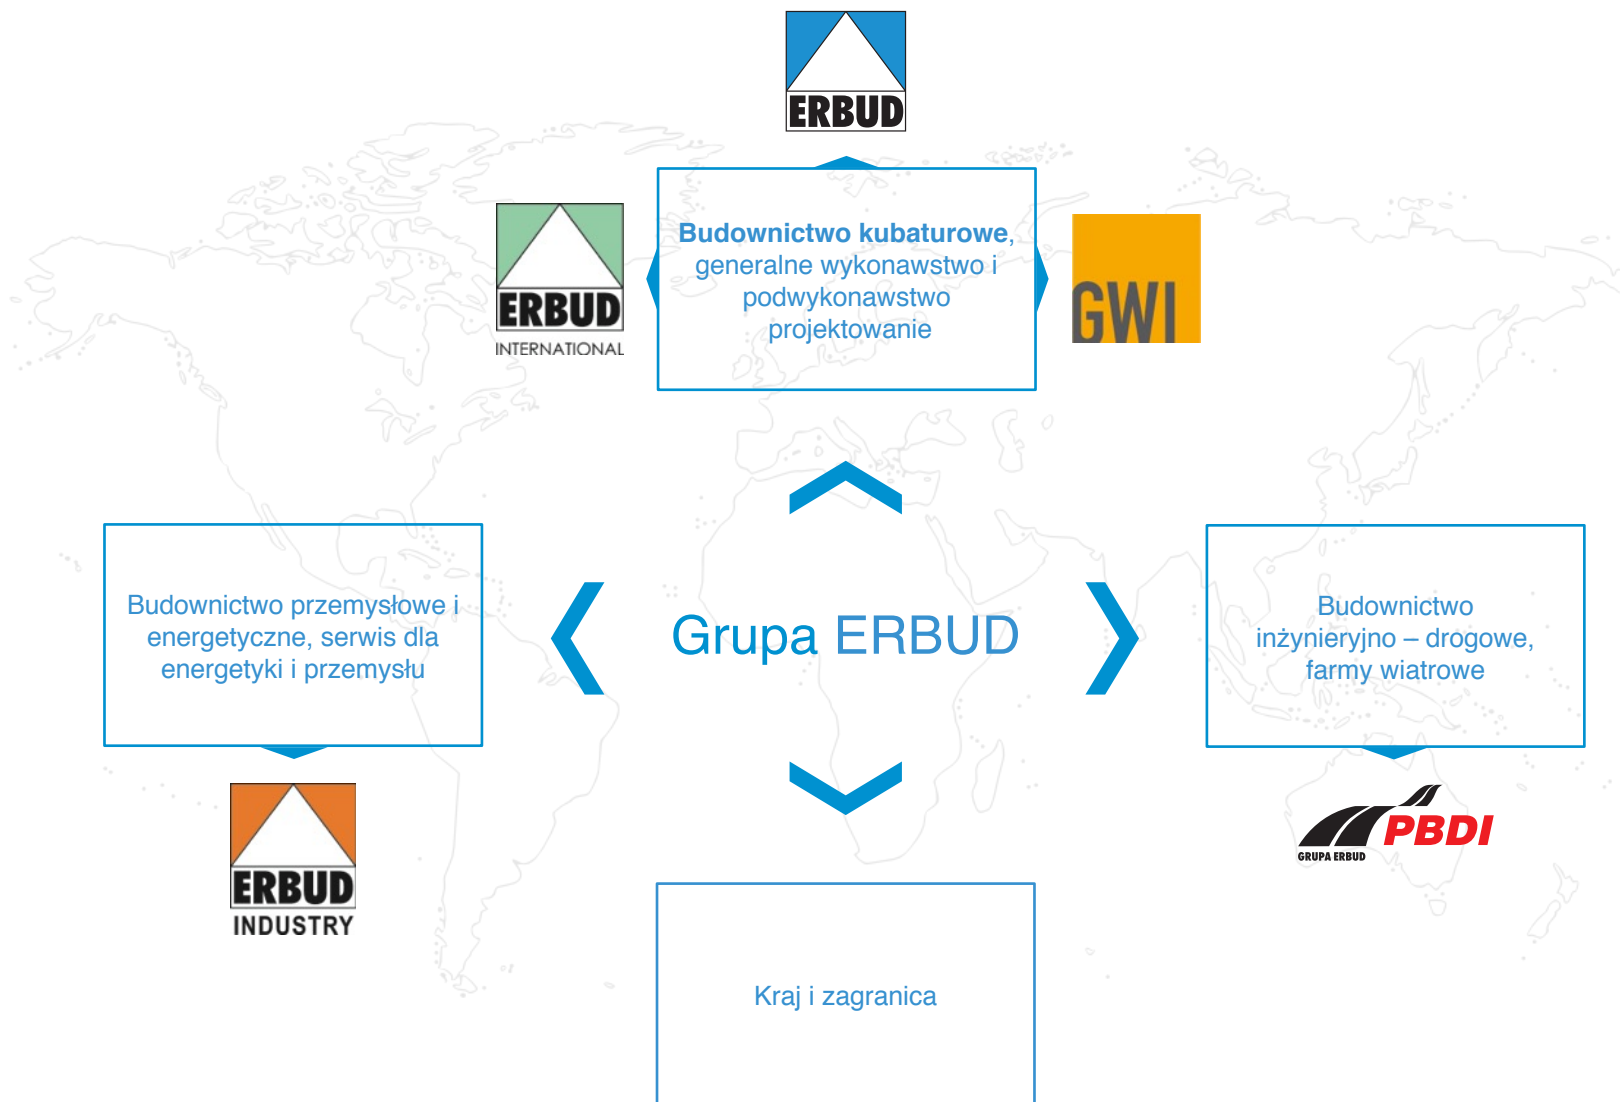 ERBUD
ERBUD
INTERNATIONAL
Budownictwo kubaturowe,
generalne wykonawstwo i
podwykonawstwo
projektowanie
GWI
Budownictwo przemysłowe i
energetyczne, serwis dla
energetyki i przemysłu
Grupa ERBUD
Budownictwo
inżynieryjno – drogowe,
farmy wiatrowe
ERBUD
INDUSTRY
PBDI
GRUPA ERBUD
Kraj i zagranica